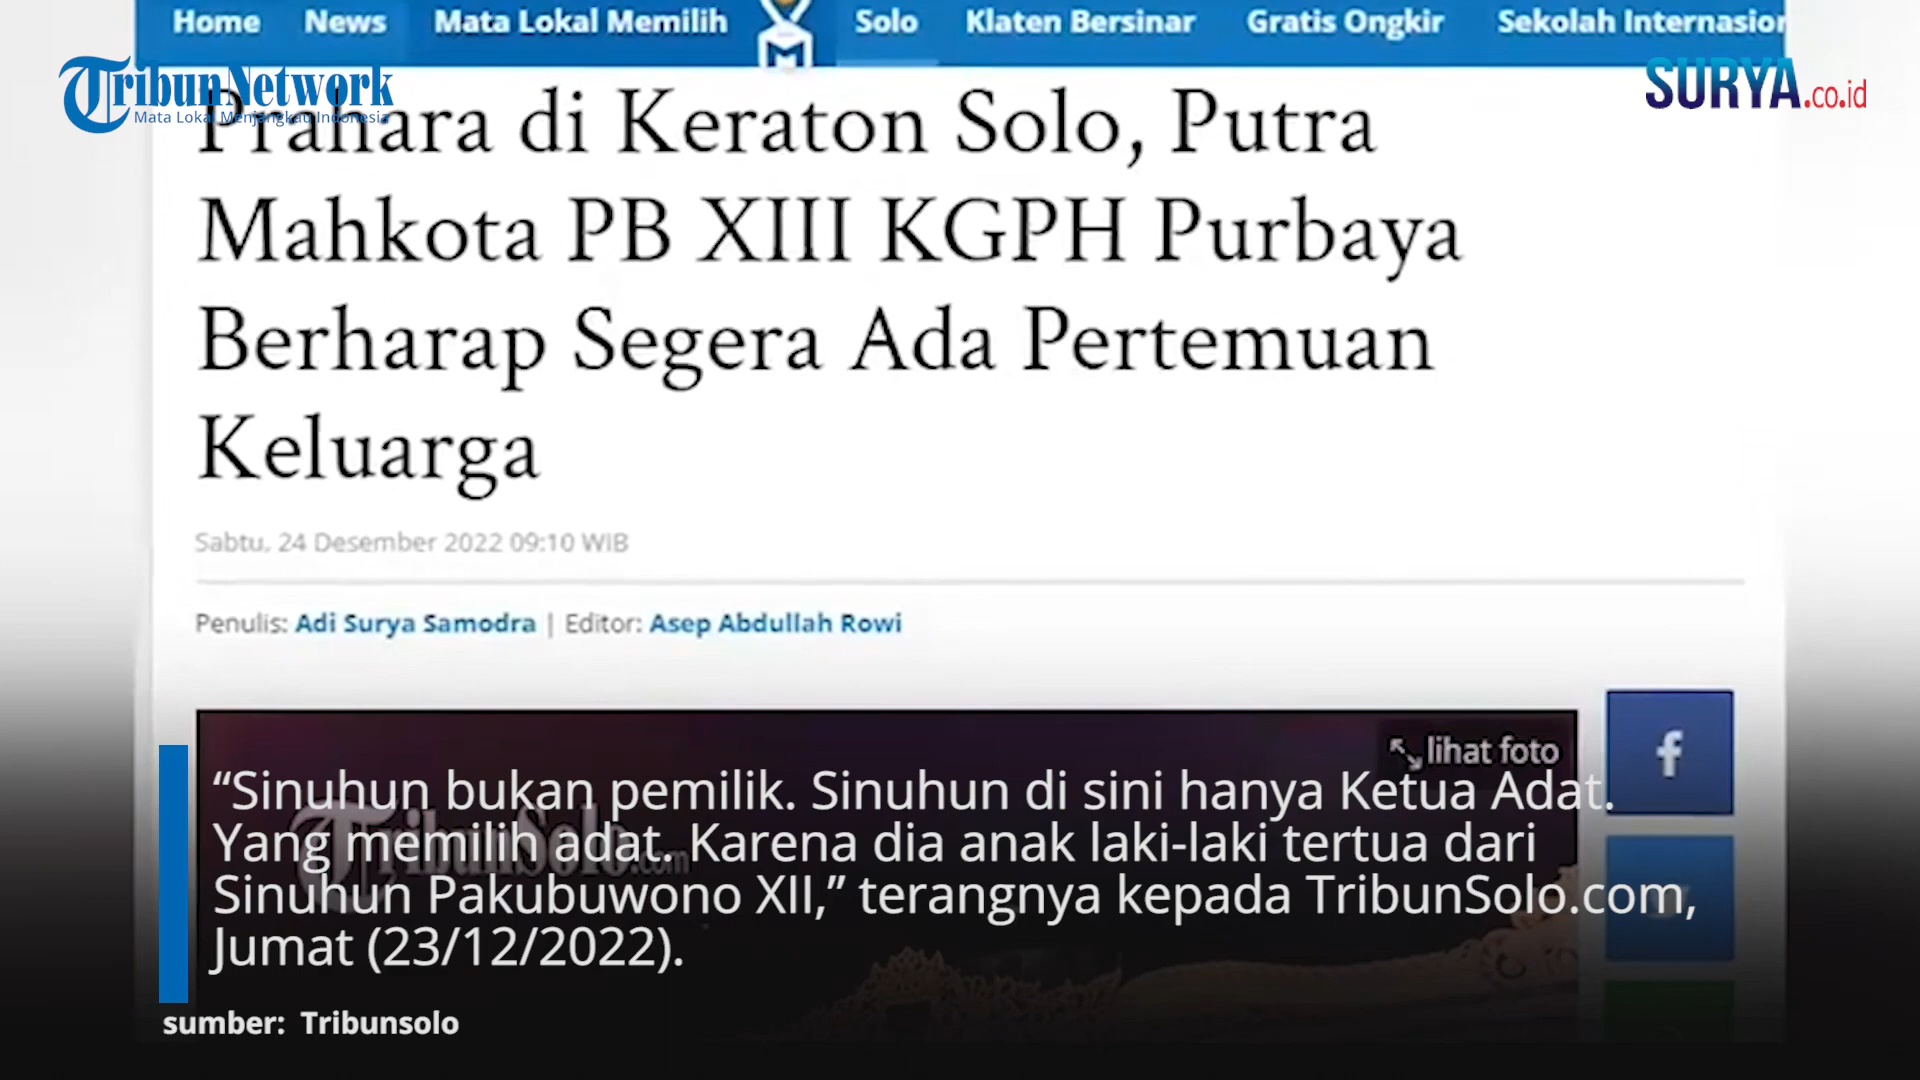 Home News Mata Lokal Memilih Solo Klaten Bersinar Gratis Ongkir Sekolah Internasion
TribunNetwork
Mata Lokal Menjangkau Indonesia
SURYA.co.id
Prahara di Keraton Solo, Putra
Mahkota PB XIII KGPH Purbaya
Berharap Segera Ada Pertemuan
Keluarga
Sabtu, 24 Desember 2022 09:10 WIB
Penulis: Adi Surya Samodra | Editor: Asep Abdullah Rowi
lihat foto
f
TribunSolo.com
“Sinuhun bukan pemilik. Sinuhun di sini hanya Ketua Adat.
Yang memilih adat. Karena dia anak laki-laki tertua dari
Sinuhun Pakubuwono XII,” terangnya kepada TribunSolo.com,
Jumat (23/12/2022).
sumber: Tribunsolo